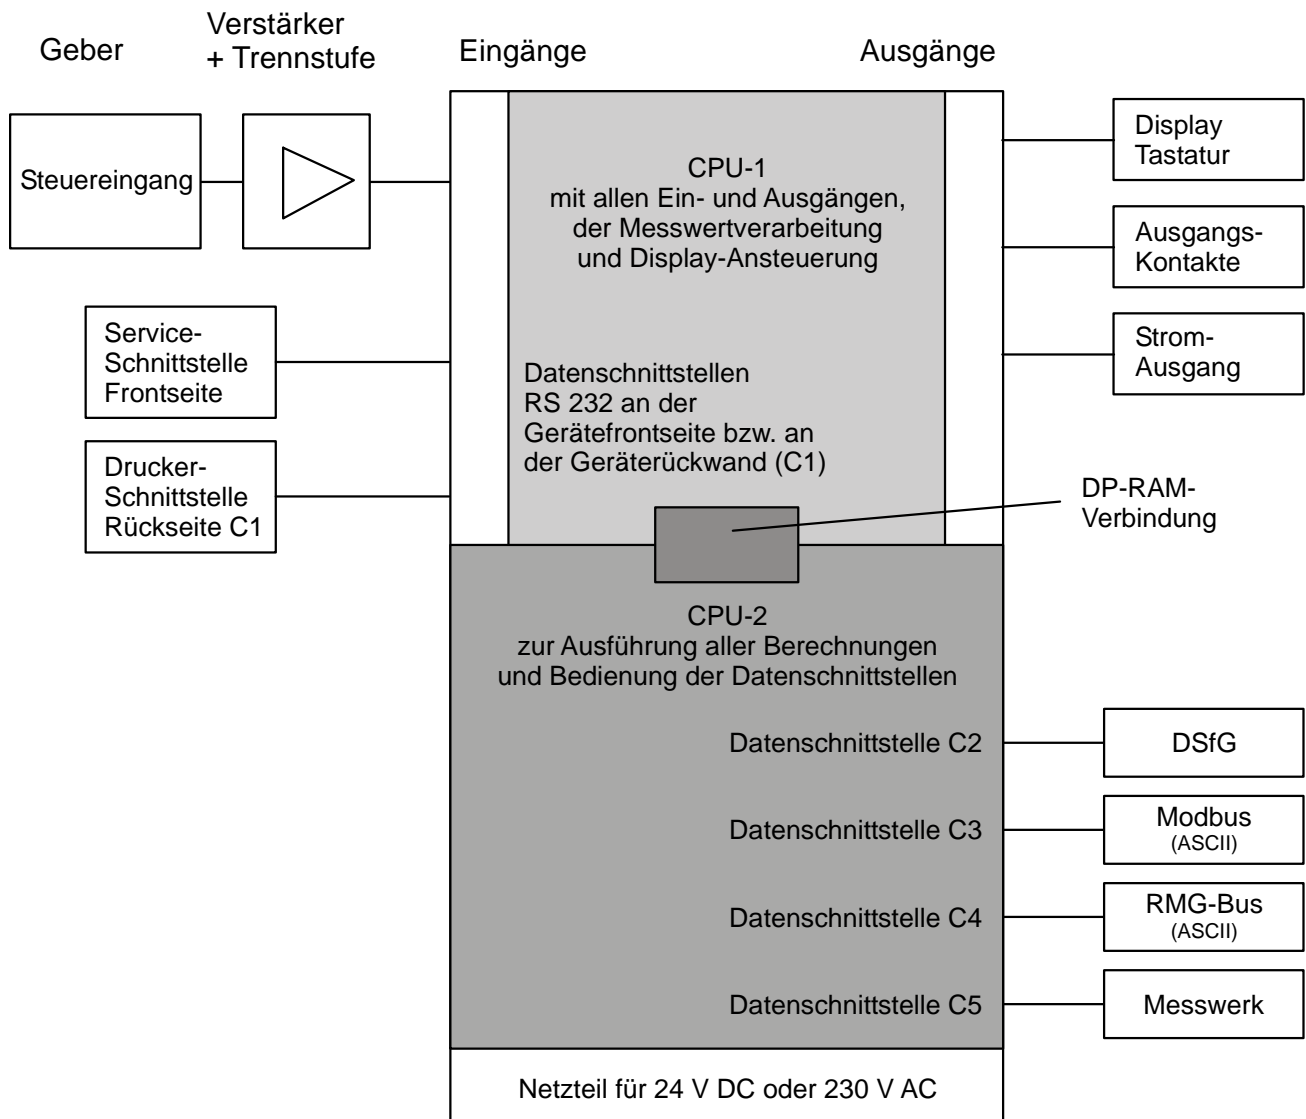 Geber
Verstärker
+ Trennstufe
Eingänge
Ausgänge
Steuereingang
CPU-1
mit allen Ein- und Ausgängen,
der Messwertverarbeitung
und Display-Ansteuerung
Display
Tastatur
Ausgangs-
Kontakte
Strom-
Ausgang
Service-
Schnittstelle
Frontseite
Datenschnittstellen
RS 232 an der
Gerätefrontseite bzw. an
der Geräterückwand (C1)
Drucker-
Schnittstelle
Rückseite C1
DP-RAM-
Verbindung
CPU-2
zur Ausführung aller Berechnungen
und Bedienung der Datenschnittstellen
Datenschnittstelle C2
DSfG
Datenschnittstelle C3
Modbus
(ASCII)
Datenschnittstelle C4
RMG-Bus
(ASCII)
Datenschnittstelle C5
Messwerk
Netzteil für 24 V DC oder 230 V AC